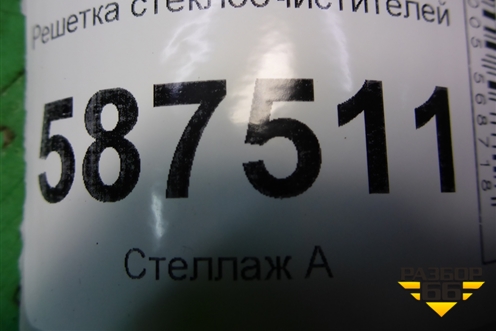 Решетка стеклоочистителей
587511
Стеллаж А
РАЗБОР
66